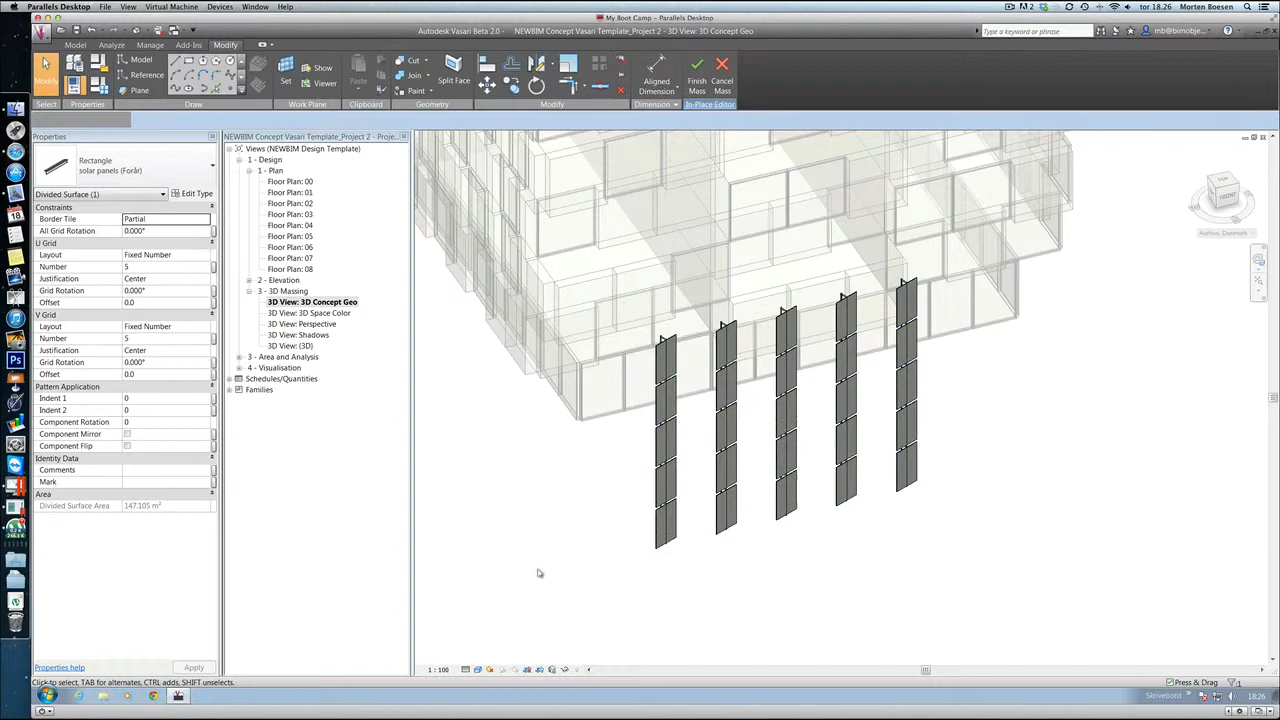 Parallels Desktop File View Virtual Machine Devices Window Help
2 tor 18.26 Morten Boesen
My Boot Camp - Parallels Desktop
Autodesk Vasari Beta 2.0 - NEWBIM Concept Vasari Template_Project 2 - 3D View: 3D Concept Geo
Type a keyword or phrase
mb@bimobje...
Model Analyze Manage Add-Ins Modify
Modify
Model
Reference
Plane
Set
Show
Viewer
Paste
Cut
Join
Paint
Split Face
Aligned Dimension
Finish Mass
Cancel Mass
Select Properties Draw Work Plane Clipboard Geometry Modify Dimension In-Place Editor
Properties
Rectangle
solar panels (Forår)
Divided Surface (1) Edit Type
Constraints
Border Tile Partial
All Grid Rotation 0.000°
U Grid
Layout Fixed Number
Number 5
Justification Center
Grid Rotation 0.000°
Offset 0.0
V Grid
Layout Fixed Number
Number 5
Justification Center
Grid Rotation 0.000°
Offset 0.0
Pattern Application
Indent 1 0
Indent 2 0
Component Rotation 0
Component Mirror
Component Flip
Identity Data
Comments
Mark
Area
Divided Surface Area 147.105 m²
Properties help Apply
NEWBIM Concept Vasari Template_Project 2 - Proje...
Views (NEWBIM Design Template)
1 - Design
1 - Plan
Floor Plan: 00
Floor Plan: 01
Floor Plan: 02
Floor Plan: 03
Floor Plan: 04
Floor Plan: 05
Floor Plan: 06
Floor Plan: 07
Floor Plan: 08
2 - Elevation
3 - 3D Massing
3D View: 3D Concept Geo
3D View: 3D Space Color
3D View: Perspective
3D View: Shadows
3D View: {3D}
3 - Area and Analysis
4 - Visualisation
Schedules/Quantities
Families
TOP
FRONT
Aarhus, Danmark
1 : 100
Click to select, TAB for alternates, CTRL adds, SHIFT unselects.
Press & Drag :1
Skrivebord 18:26